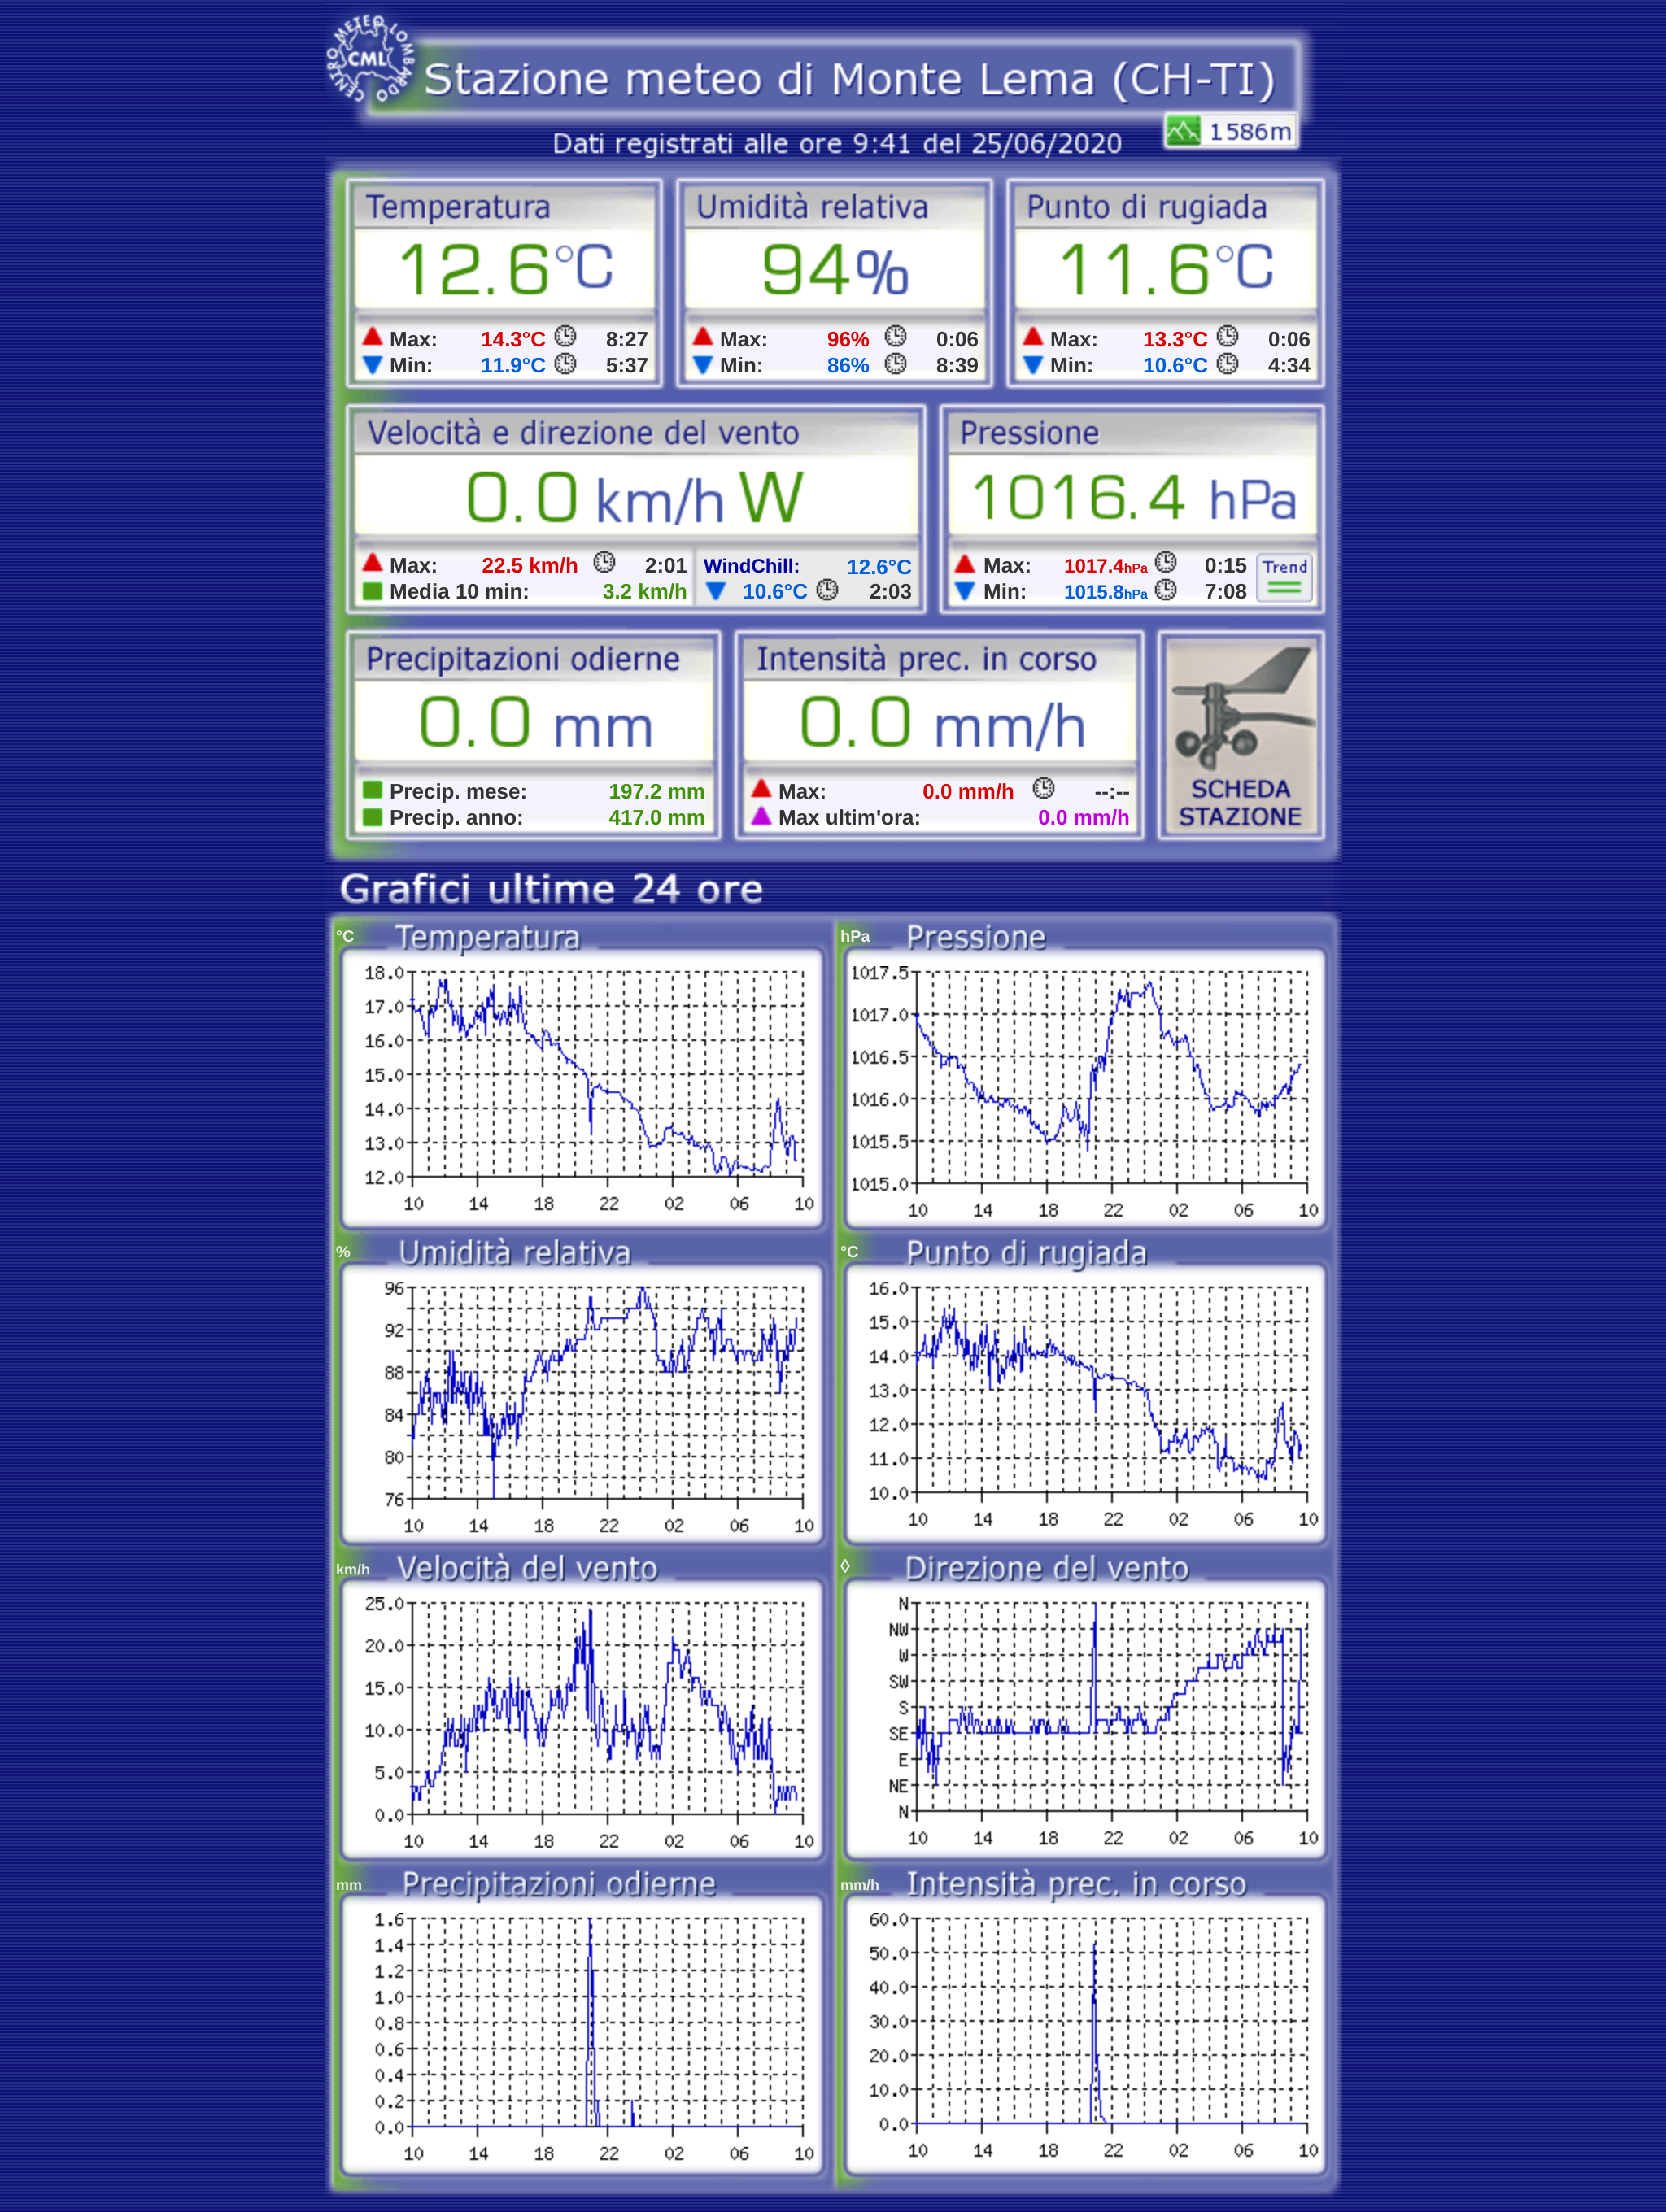 CENTRO METEO LOMBARDO
CML
Stazione meteo di Monte Lema (CH-TI)
1586m
Dati registrati alle ore 9:41 del 25/06/2020
Temperatura Umidità relativa Punto di rugiada
12.6°C 94% 11.6°C
Max: 14.3°C 8:27 Max: 96% 0:06 Max: 13.3°C 0:06
Min: 11.9°C 5:37 Min: 86% 8:39 Min: 10.6°C 4:34
Velocità e direzione del vento Pressione
0.0 km/h W 1016.4 hPa
Max: 22.5 km/h 2:01 WindChill: 12.6°C Max: 1017.4hPa 0:15 Trend
Media 10 min: 3.2 km/h 10.6°C 2:03 Min: 1015.8hPa 7:08
Precipitazioni odierne Intensità prec. in corso
0.0 mm 0.0 mm/h
Precip. mese: 197.2 mm Max: 0.0 mm/h --:-- SCHEDA
Precip. anno: 417.0 mm Max ultim'ora: 0.0 mm/h STAZIONE
Grafici ultime 24 ore
°C Temperatura
18.0
17.0
16.0
15.0
14.0
13.0
12.0
10 14 18 22 02 06 10
hPa Pressione
1017.5
1017.0
1016.5
1016.0
1015.5
1015.0
10 14 18 22 02 06 10
% Umidità relativa
96
92
88
84
80
76
10 14 18 22 02 06 10
°C Punto di rugiada
16.0
15.0
14.0
13.0
12.0
11.0
10.0
10 14 18 22 02 06 10
km/h Velocità del vento
25.0
20.0
15.0
10.0
5.0
0.0
10 14 18 22 02 06 10
◊ Direzione del vento
N
NW
W
SW
S
SE
E
NE
N
10 14 18 22 02 06 10
mm Precipitazioni odierne
1.6
1.4
1.2
1.0
0.8
0.6
0.4
0.2
0.0
10 14 18 22 02 06 10
mm/h Intensità prec. in corso
60.0
50.0
40.0
30.0
20.0
10.0
0.0
10 14 18 22 02 06 10